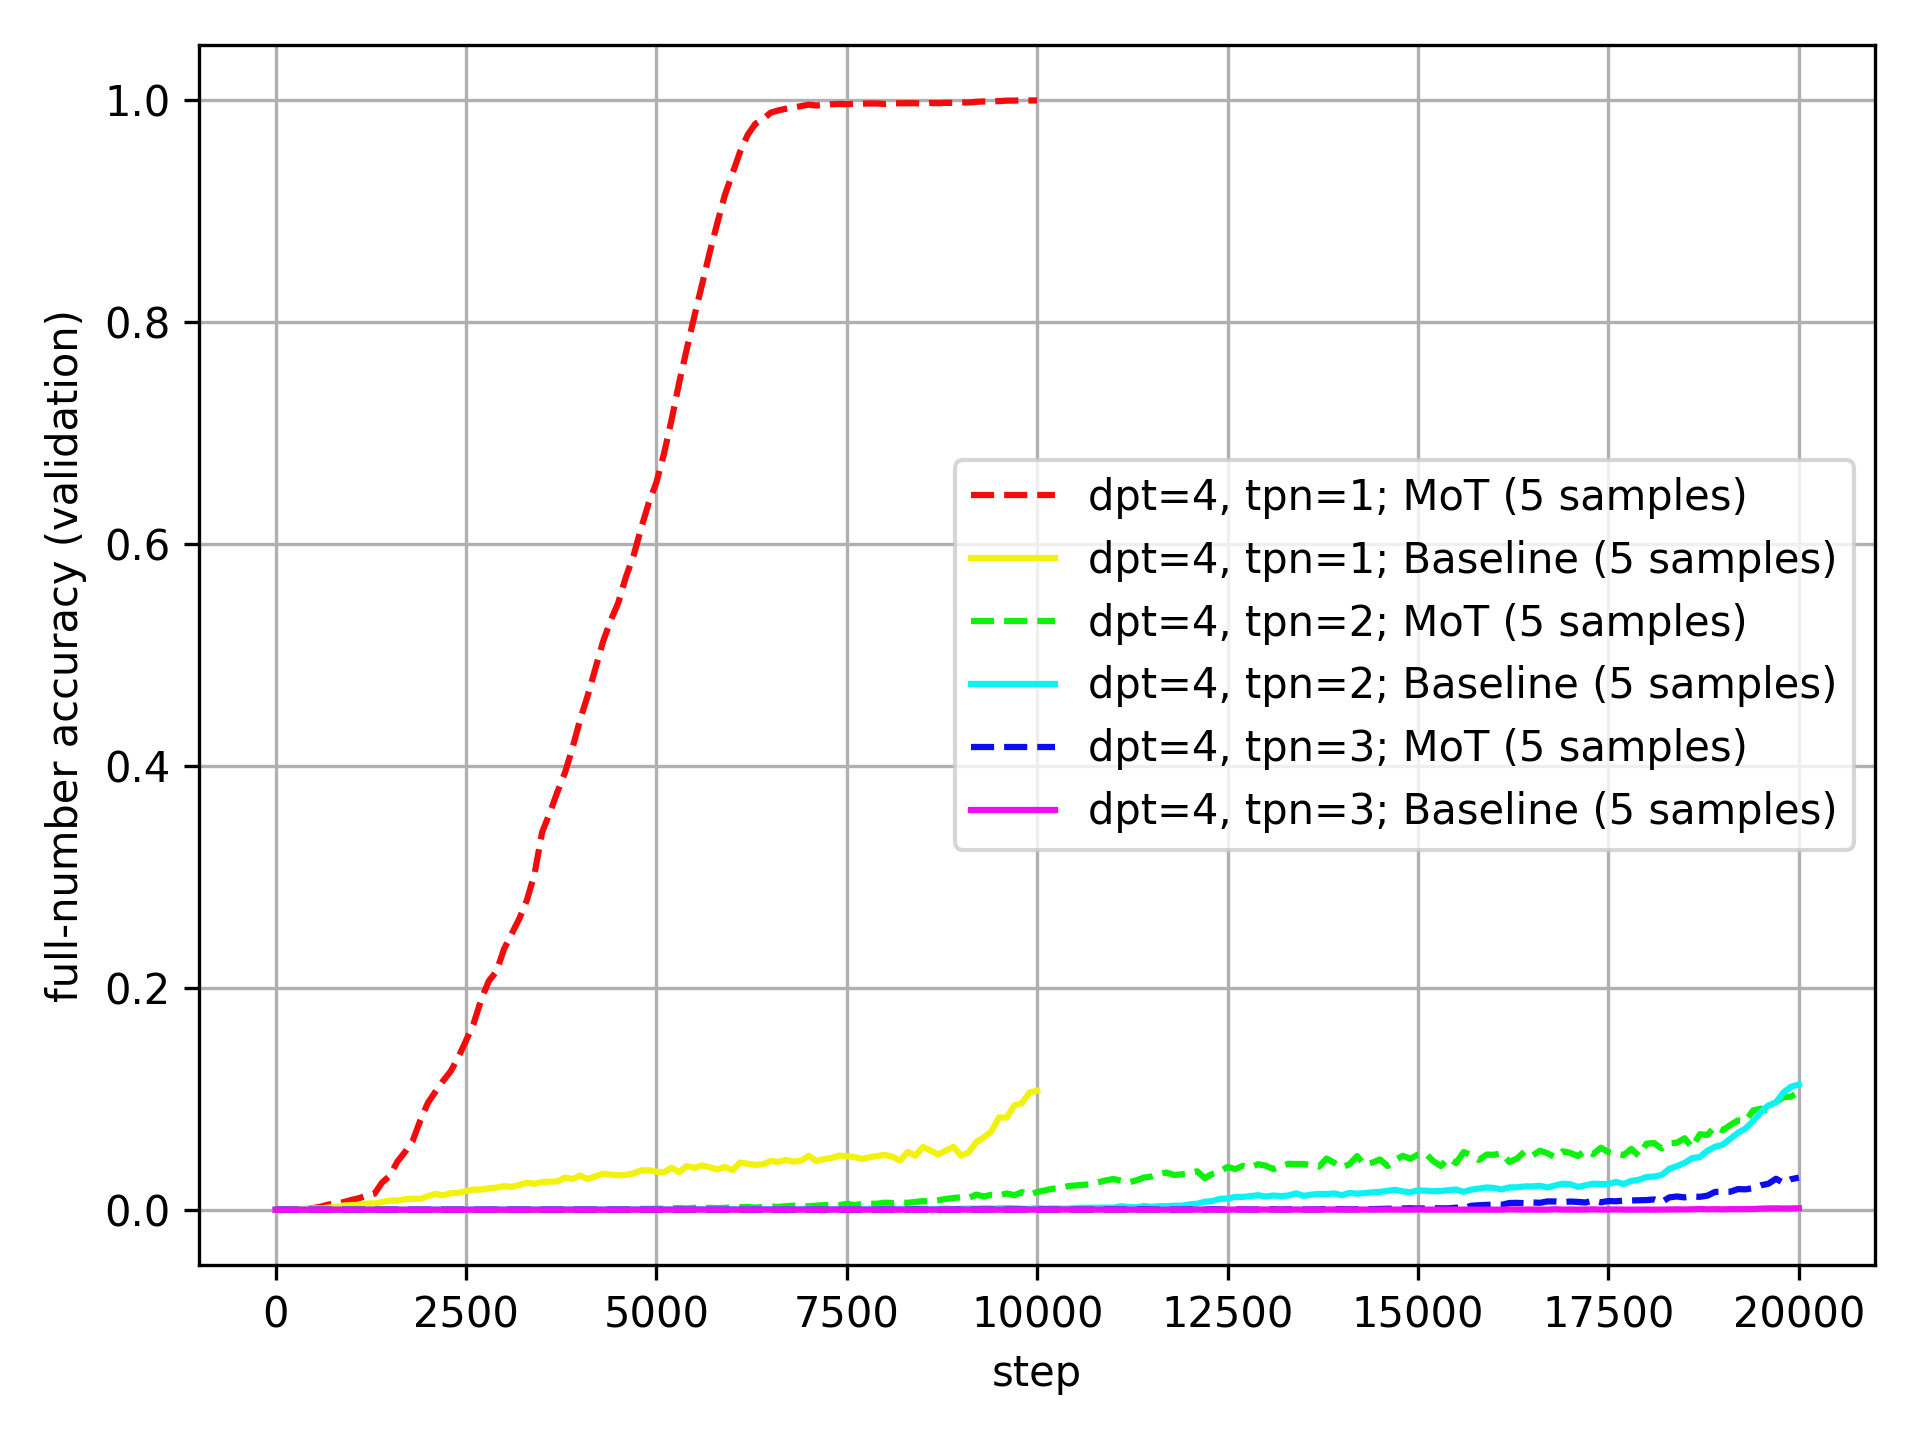 full-number accuracy (validation)
1.0
0.8
0.6
0.4
0.2
0.0
dpt=4, tpn=1; MoT (5 samples)
dpt=4, tpn=1; Baseline (5 samples)
dpt=4, tpn=2; MoT (5 samples)
dpt=4, tpn=2; Baseline (5 samples)
dpt=4, tpn=3; MoT (5 samples)
dpt=4, tpn=3; Baseline (5 samples)
0 2500 5000 7500 10000 12500 15000 17500 20000
step